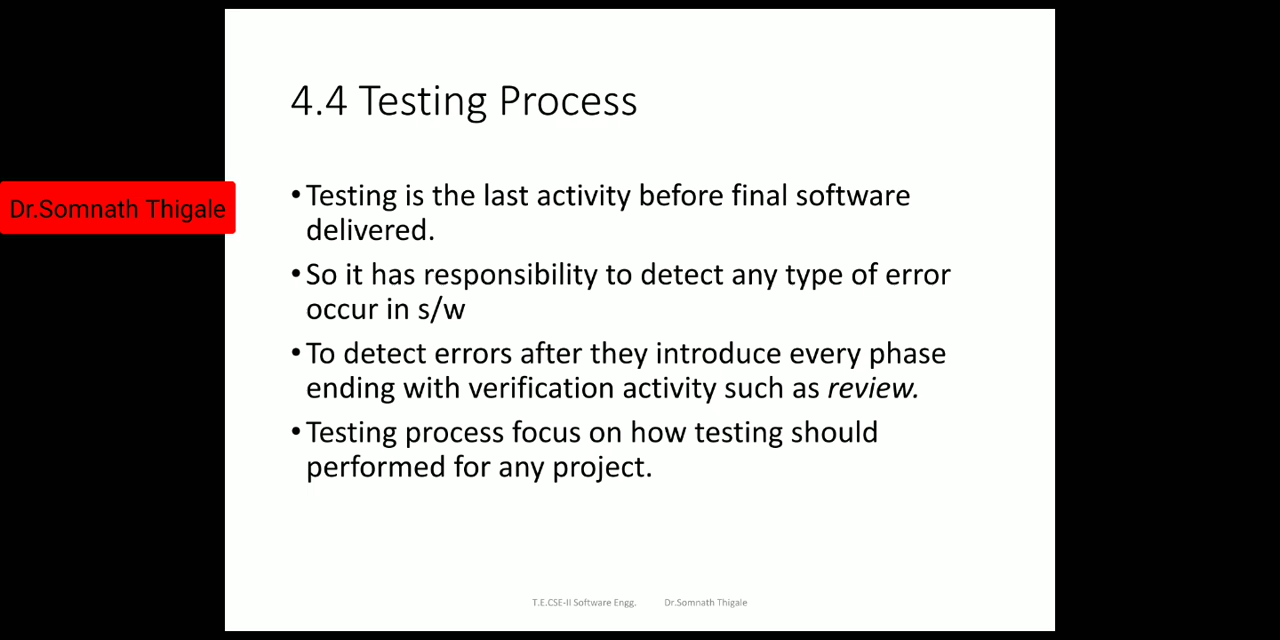 4.4 Testing Process
Dr.Somnath Thigale
•Testing is the last activity before final software
delivered.
•So it has responsibility to detect any type of error
occur in s/w
•To detect errors after they introduce every phase
ending with verification activity such as review.
•Testing process focus on how testing should
performed for any project.
T.E.CSE-II Software Engg. Dr.Somnath Thigale